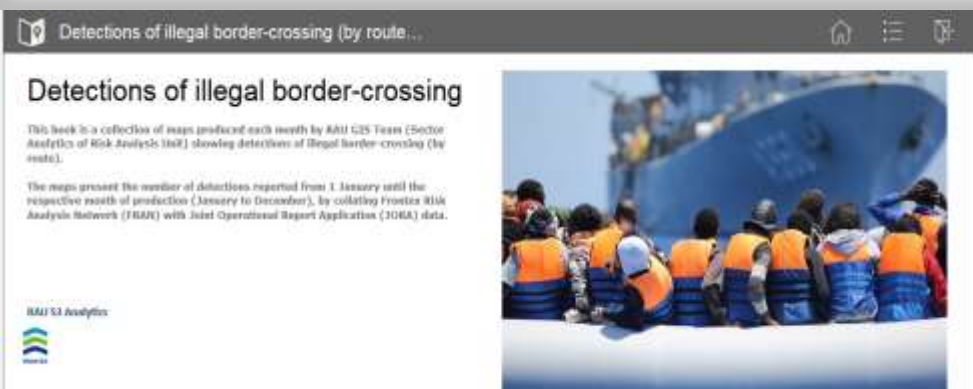 Detections of illegal border-crossing (by route...
Detections of illegal border-crossing
This book is a collection of maps produced each month by RAU GIS Team (Sector
Analytics of Risk Analysis Unit) showing detections of illegal border-crossing (by
route).
The maps present the number of detections reported from 1 January until the
respective month of production (January to December), by collating Frontex Risk
Analysis Network (FRAN) with Joint Operational Report Application (JORA) data.
RAU S3 Analytics